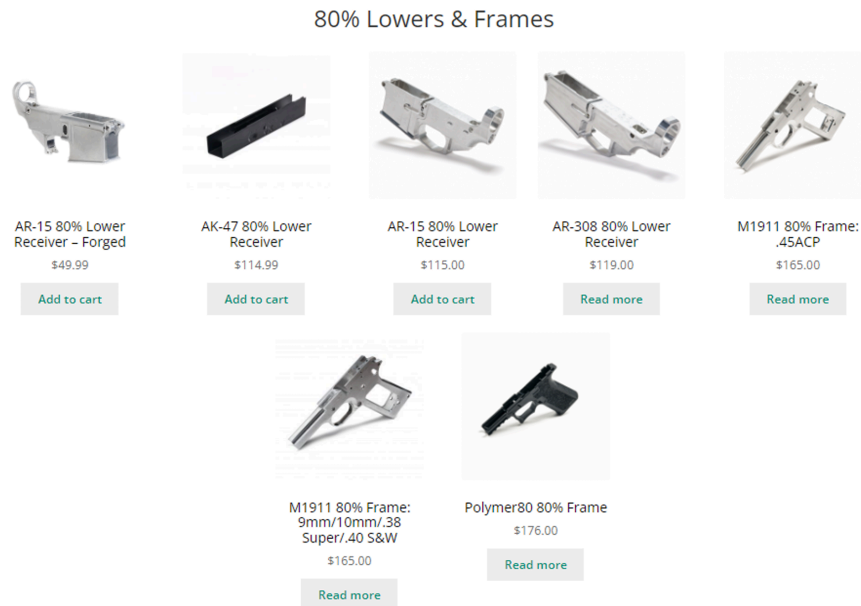 80% Lowers & Frames
AR-15 80% Lower
Receiver – Forged
$49.99
Add to cart
AK-47 80% Lower
Receiver
$114.99
Add to cart
AR-15 80% Lower
Receiver
$115.00
Add to cart
AR-308 80% Lower
Receiver
$119.00
Read more
M1911 80% Frame:
.45ACP
$165.00
Read more
M1911 80% Frame:
9mm/10mm/.38
Super/.40 S&W
$165.00
Read more
Polymer80 80% Frame
$176.00
Read more